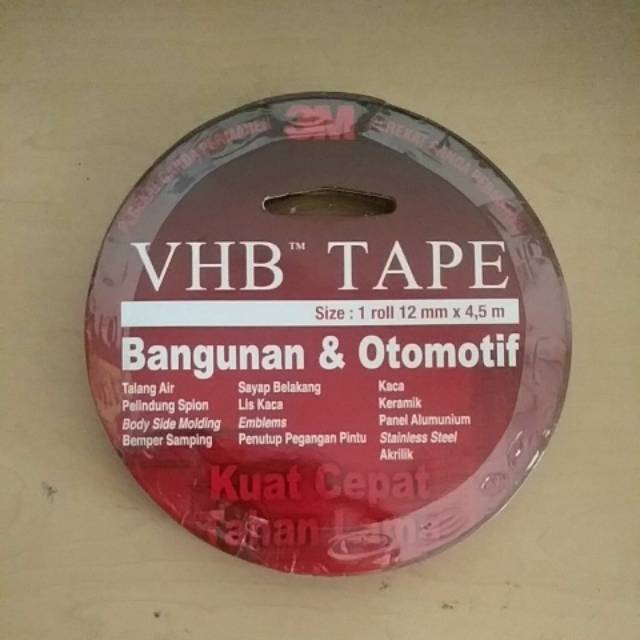 3M
VHB™ TAPE
Size : 1 roll 12 mm x 4,5 m
Bangunan & Otomotif
Talang Air
Pelindung Spion
Body Side Molding
Bemper Samping
Sayap Belakang
Lis Kaca
Emblems
Penutup Pegangan Pintu
Kaca
Keramik
Panel Alumunium
Stainless Steel
Akrilik
Kuat Cepat
Tahan Lama